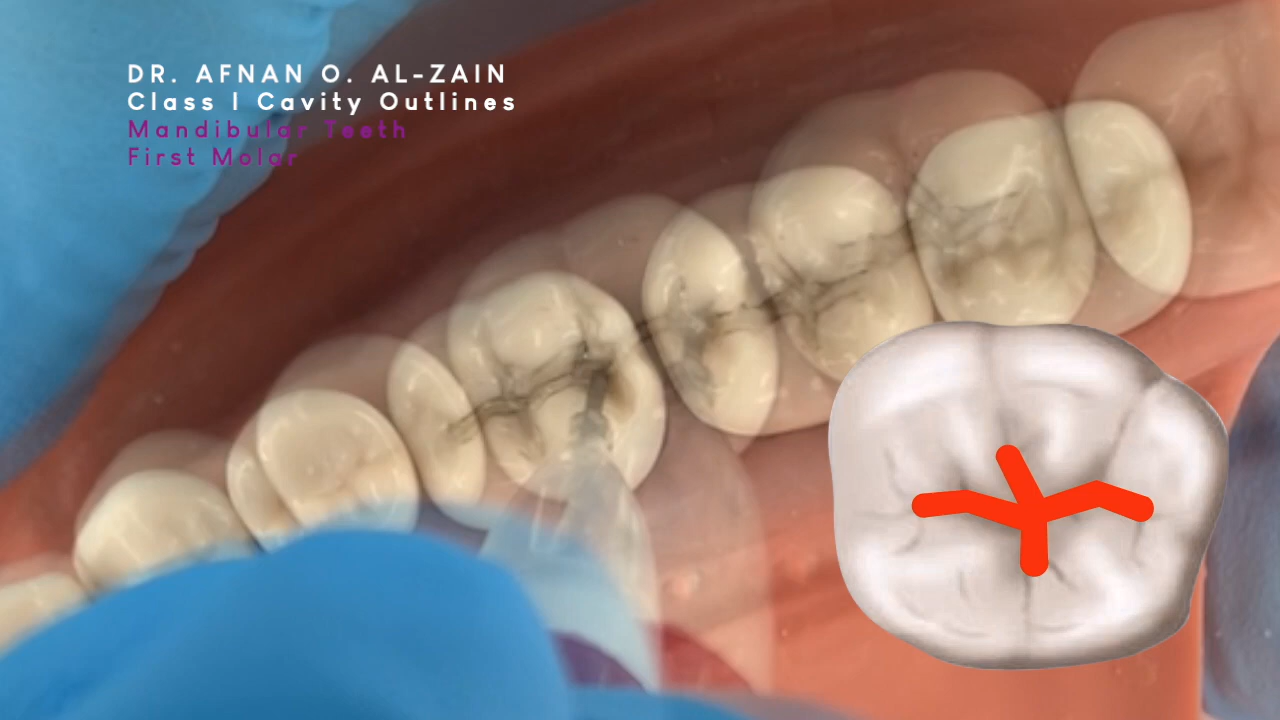 DR. AFNAN O. AL-ZAIN
Class I Cavity Outlines
Mandibular Teeth
First Molar